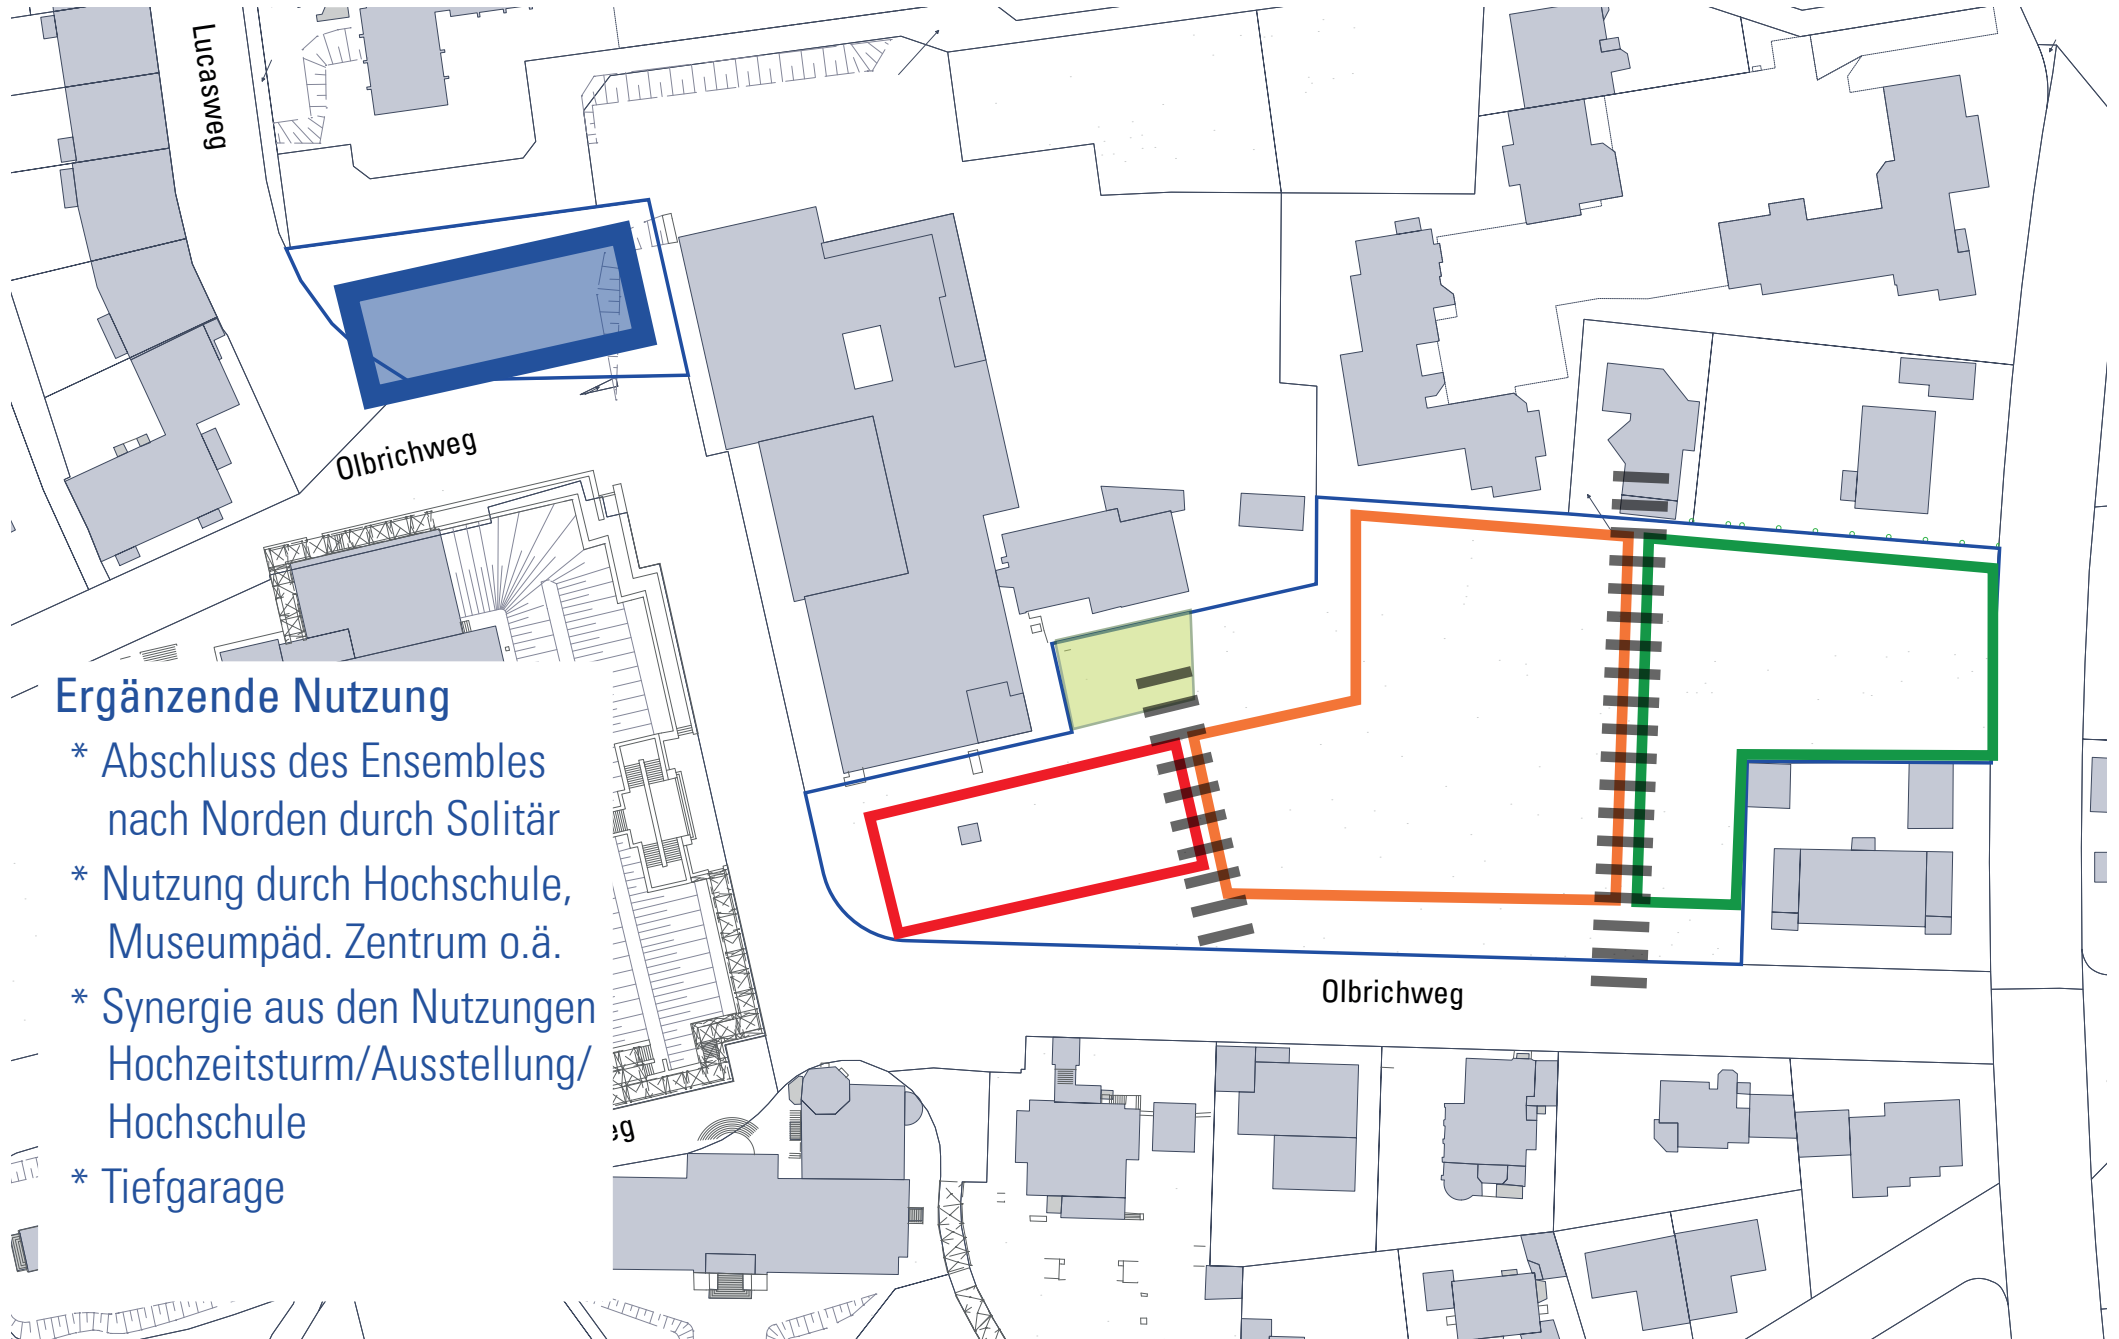 Lucasweg
Olbrichweg
Ergänzende Nutzung
* Abschluss des Ensembles
nach Norden durch Solitär
* Nutzung durch Hochschule,
Museumpäd. Zentrum o.ä.
* Synergie aus den Nutzungen
Hochzeitsturm/Ausstellung/
Hochschule
* Tiefgarage
Olbrichweg
eg